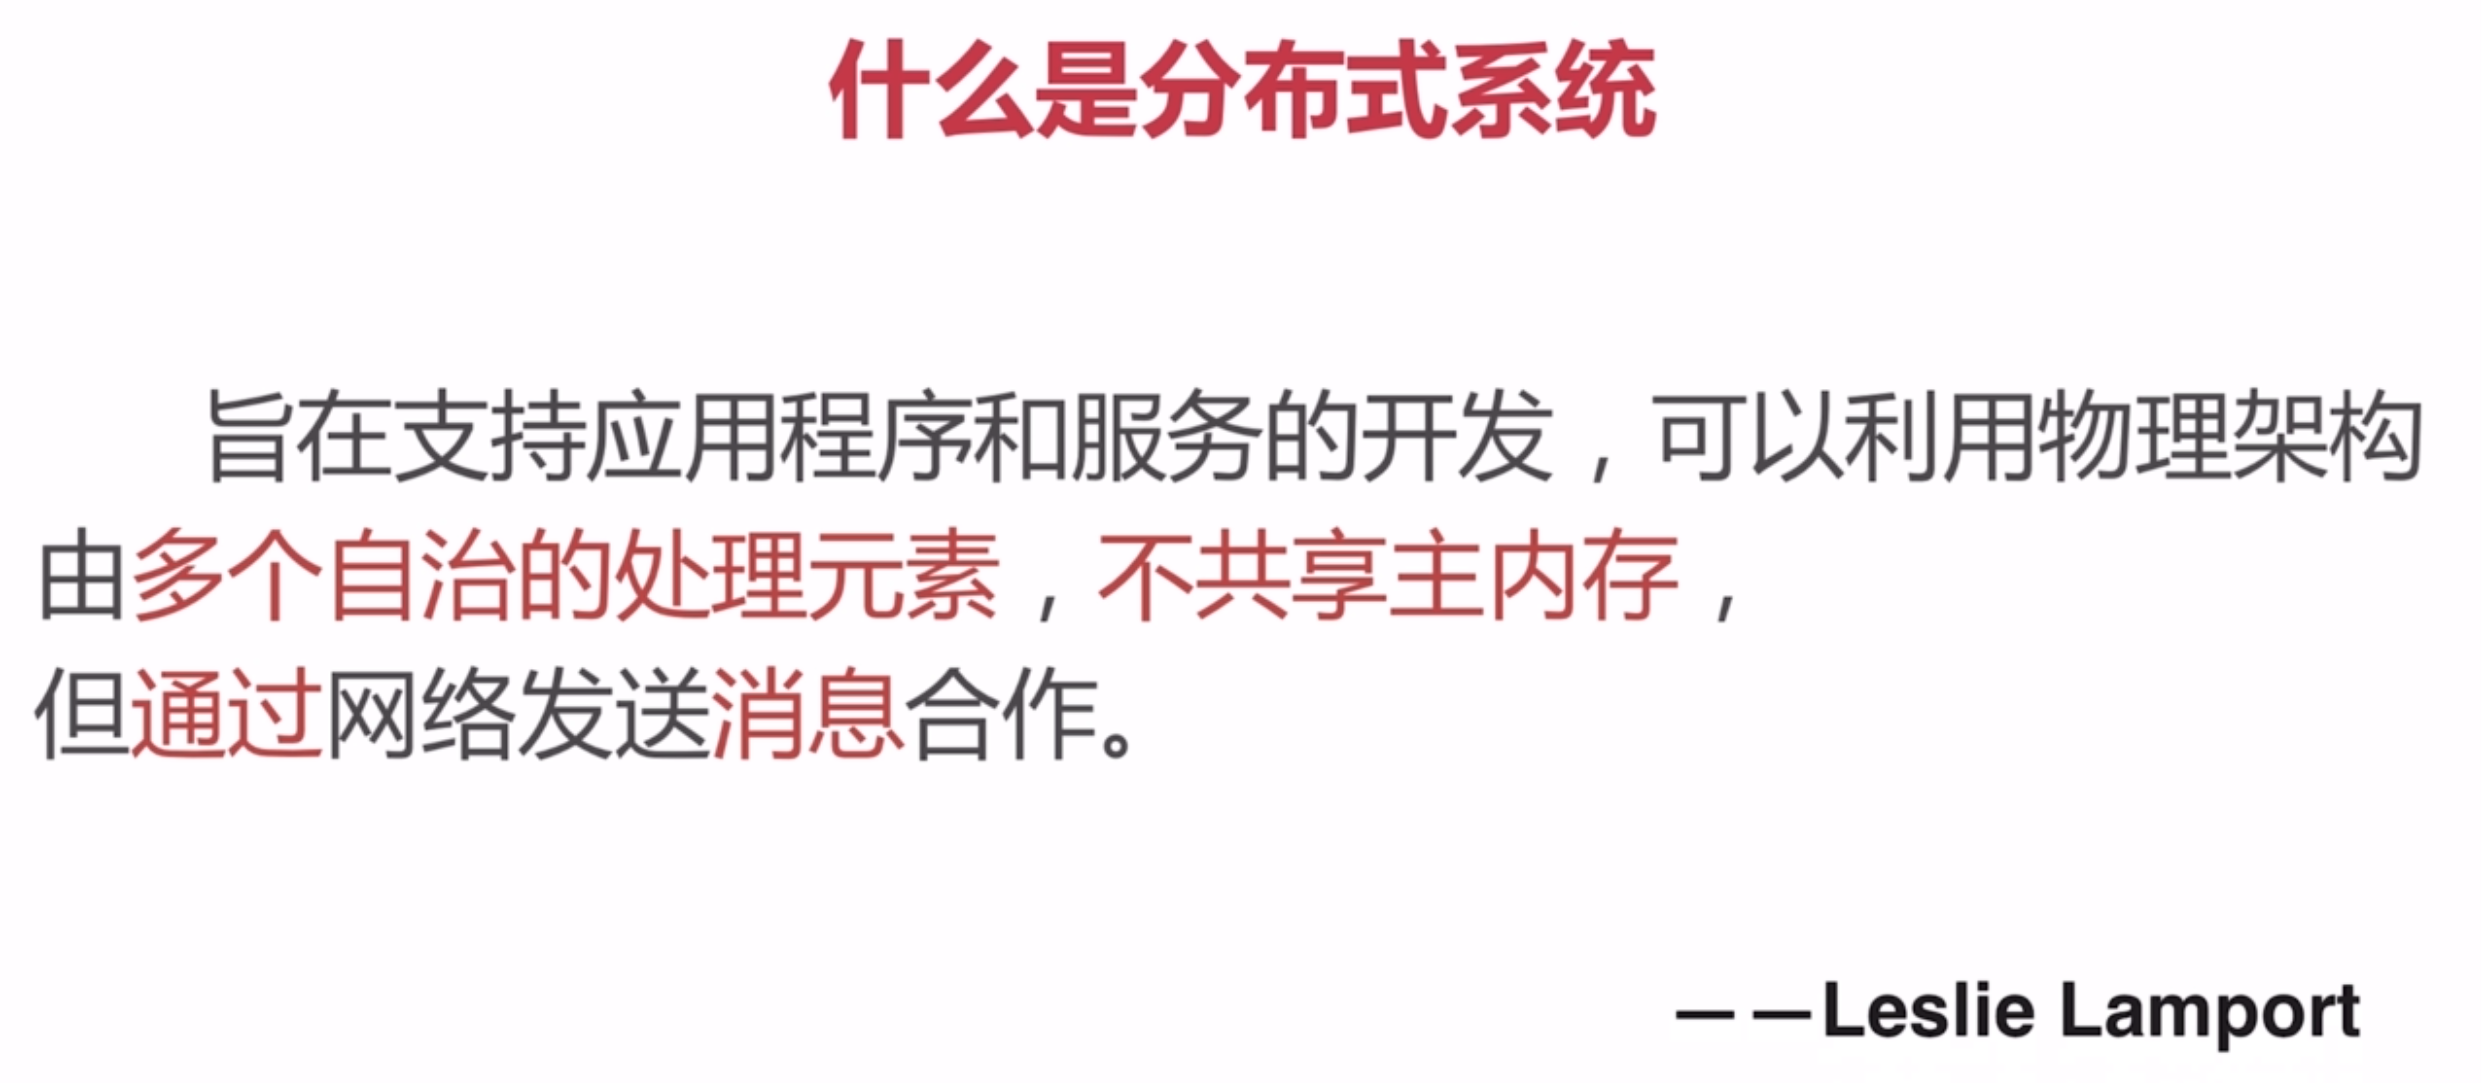 什么是分布式系统
旨在支持应用程序和服务的开发，可以利用物理架构
由多个自治的处理元素，不共享主内存，
但通过网络发送消息合作。
——Leslie Lamport